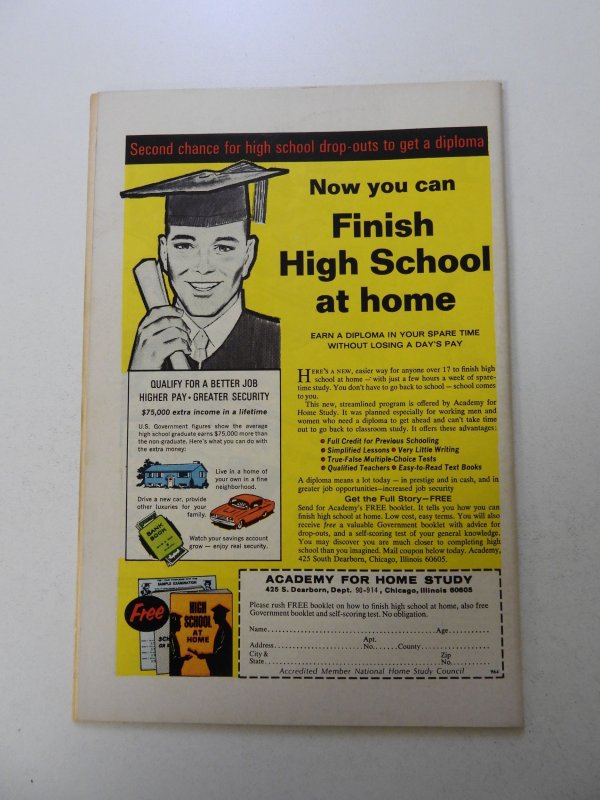 Second chance for high school drop-outs to get a diploma
Now you can
Finish
High School
at home
EARN A DIPLOMA IN YOUR SPARE TIME
WITHOUT LOSING A DAY'S PAY
QUALIFY FOR A BETTER JOB
HIGHER PAY • GREATER SECURITY
$75,000 extra income in a lifetime
U.S. Government figures show the average
high school graduate earns $75,000 more than
the non-graduate. Here's what you can do with
the extra money:
Live in a home of
your own in a fine
neighborhood.
Drive a new car, provide
other luxuries for your
family.
BANK
BOOK
Watch your savings account
grow — enjoy real security.
HERE'S A NEW, easier way for anyone over 17 to finish high
school at home — with just a few hours a week of spare-
time study. You don't have to go back to school — school comes
to you.
This new, streamlined program is offered by Academy for
Home Study. It was planned especially for working men and
women who need a diploma to get ahead and can't take time
out to go back to classroom study. It offers these advantages:
• Full Credit for Previous Schooling
• Simplified Lessons • Very Little Writing
• True-False Multiple-Choice Tests
• Qualified Teachers • Easy-to-Read Text Books
A diploma means a lot today — in prestige and in cash, and in
greater job opportunities—increased job security
Get the Full Story—FREE
Send for Academy's FREE booklet. It tells you how you can
finish high school at home. Low cost, easy terms. You will also
receive free a valuable Government booklet with advice for
drop-outs, and a self-scoring test of your general knowledge.
You may discover you are much closer to completing high
school than you imagined. Mail coupon below today. Academy,
425 South Dearborn, Chicago, Illinois 60605.
SAMPLE EXAMINATION
Free
HIGH
SCHOOL
AT
HOME
ACADEMY FOR HOME STUDY
425 S. Dearborn, Dept. 90-914, Chicago, Illinois 60605
Please rush FREE booklet on how to finish high school at home, also free
Government booklet and self-scoring test. No obligation.
Name Age
Apt.
Address No. County
City & Zip
State No.
Accredited Member National Home Study Council